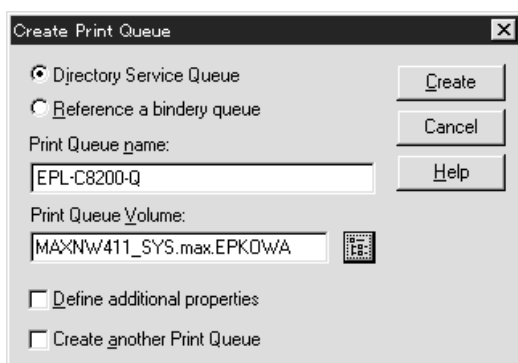 Create Print Queue
Directory Service Queue
Create
Reference a bindery queue
Cancel
Print Queue name:
Help
EPL-C8200-Q
Print Queue Volume:
MAXNW411_SYS.max.EPKOWA
Define additional properties
Create another Print Queue